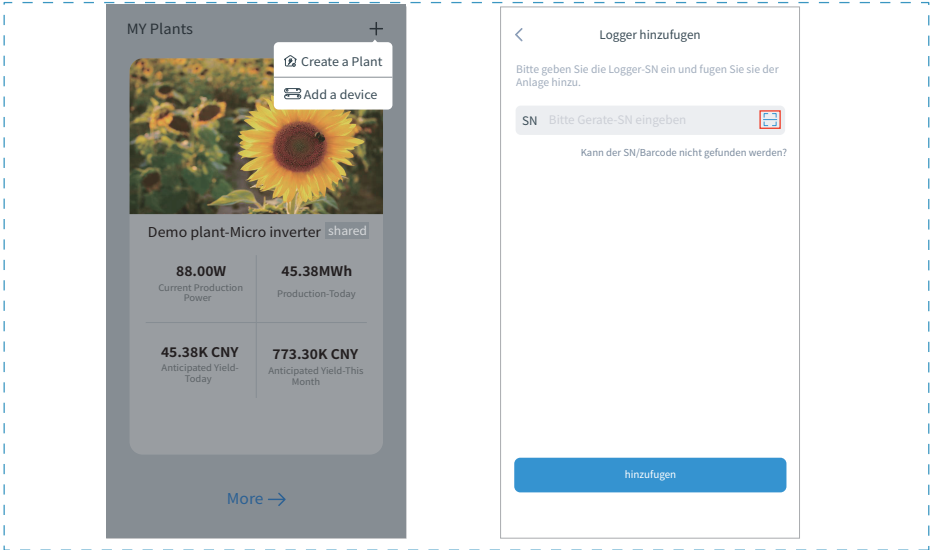 MY Plants
Create a Plant
Add a device
Demo plant-Micro inverter shared
88.00W
Current Production
Power
45.38MWh
Production-Today
45.38K CNY
Anticipated Yield-
Today
773.30K CNY
Anticipated Yield-This
Month
More
Logger hinzufugen
Bitte geben Sie die Logger-SN ein und fugen Sie sie der
Anlage hinzu.
SN Bitte Gerate-SN eingeben
Kann der SN/Barcode nicht gefunden werden?
hinzufugen